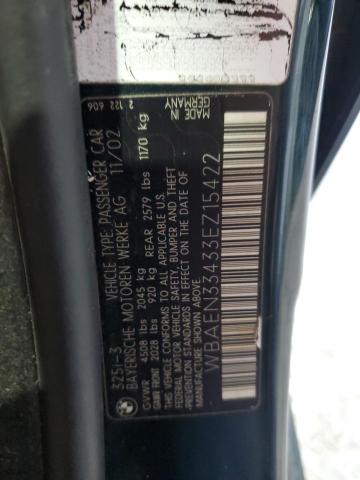 325I-3
VEHICLE TYPE: PASSENGER CAR
BAYERISCHE MOTOREN WERKE AG 11/02
MADE IN
GERMANY
2 122 606
GVWR 4508 lbs 2045 kg
GAWR FRONT 2028 lbs 920 kg REAR 2579 lbs 1170 kg
THIS VEHICLE CONFORMS TO ALL APPLICABLE
FEDERAL MOTOR VEHICLE SAFETY, BUMPER AND THEFT
PREVENTION STANDARDS IN EFFECT ON THE DATE OF
MANUFACTURE SHOWN ABOVE.
WBAEN33433EZ15422